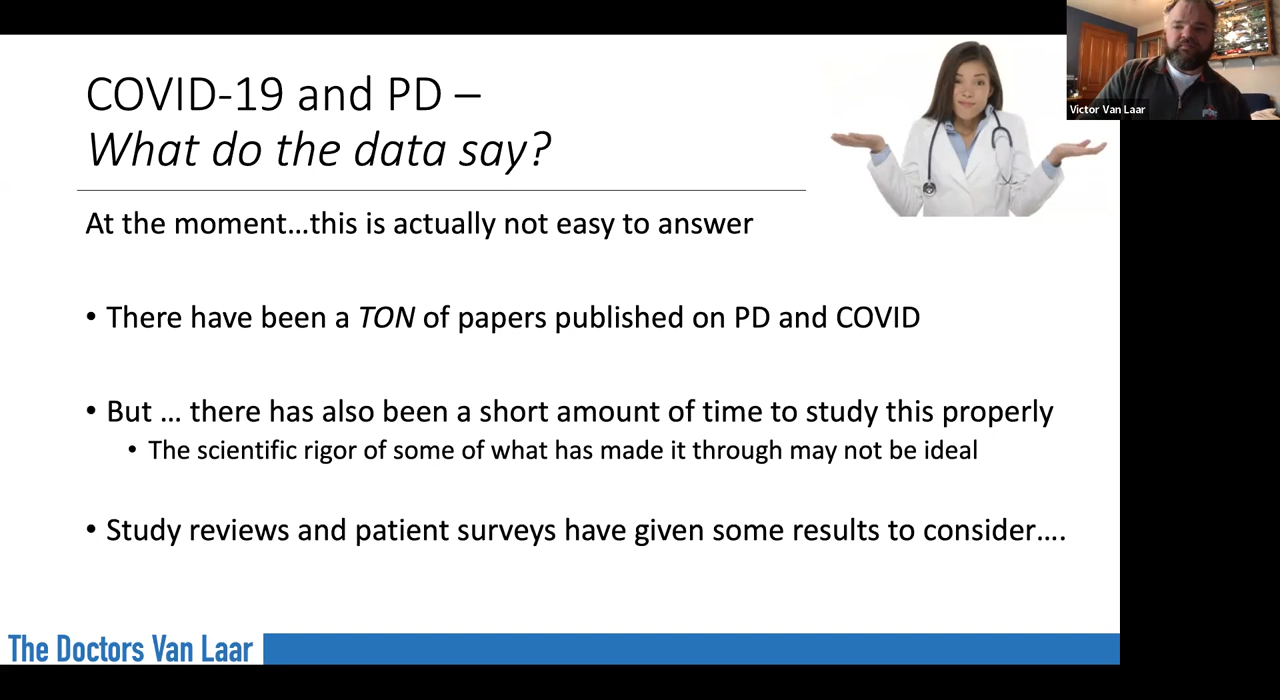 COVID-19 and PD –
What do the data say?
Victor Van Laar
At the moment…this is actually not easy to answer
• There have been a TON of papers published on PD and COVID
• But … there has also been a short amount of time to study this properly
• The scientific rigor of some of what has made it through may not be ideal
• Study reviews and patient surveys have given some results to consider….
The Doctors Van Laar